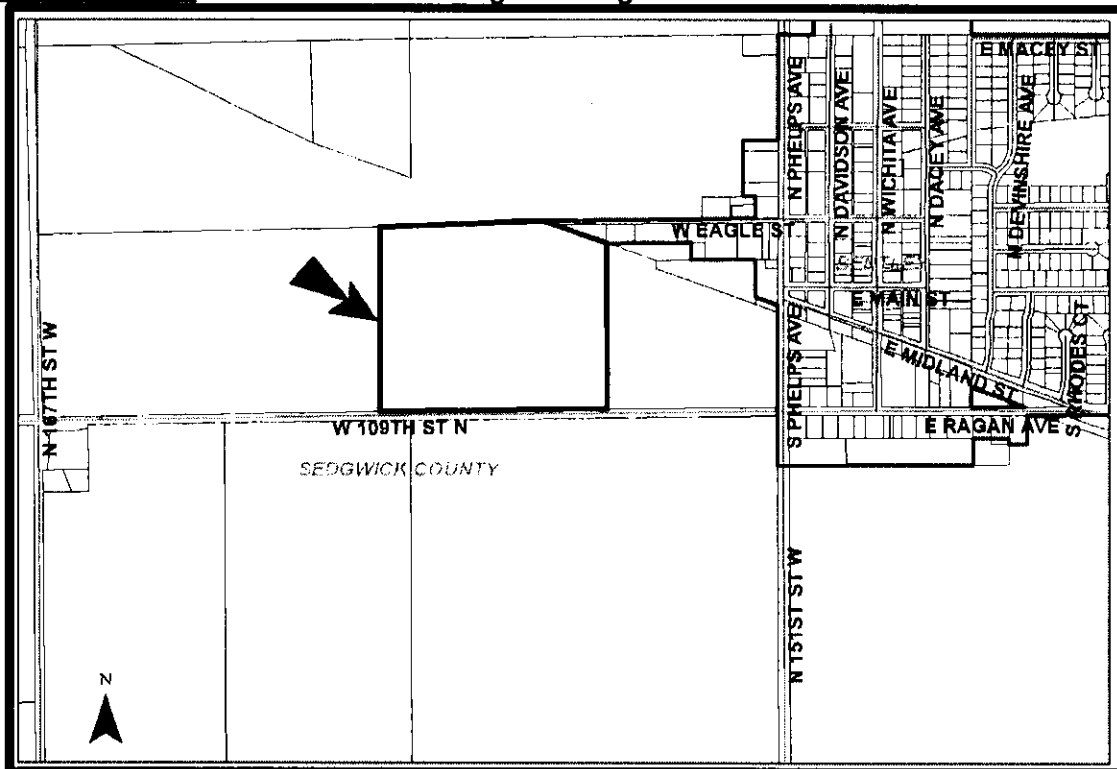 E MACEY ST
N PHELPS AVE
N DAVIDSON AVE
N WICHITA AVE
N DACEY AVE
N DEVINSHIRE AVE
W EAGLE ST
E MAIN ST
S PHELPS AVE
E MIDLAND ST
S RHODES CT
N 167TH ST W
W 109TH ST N
E RAGAN AVE
SEDGWICK COUNTY
N 151ST ST W
N